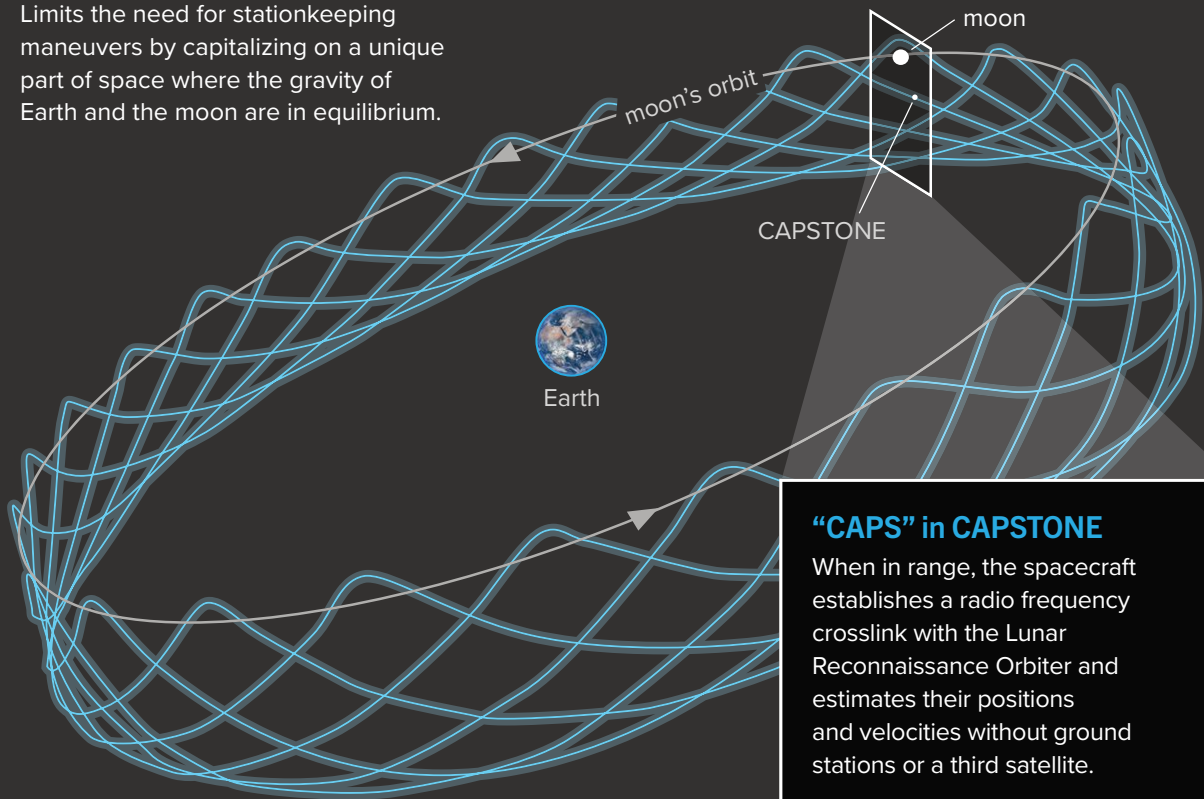 Limits the need for stationkeeping
maneuvers by capitalizing on a unique
part of space where the gravity of
Earth and the moon are in equilibrium.
moon
moon's orbit
CAPSTONE
Earth
“CAPS” in CAPSTONE
When in range, the spacecraft
establishes a radio frequency
crosslink with the Lunar
Reconnaissance Orbiter and
estimates their positions
and velocities without ground
stations or a third satellite.